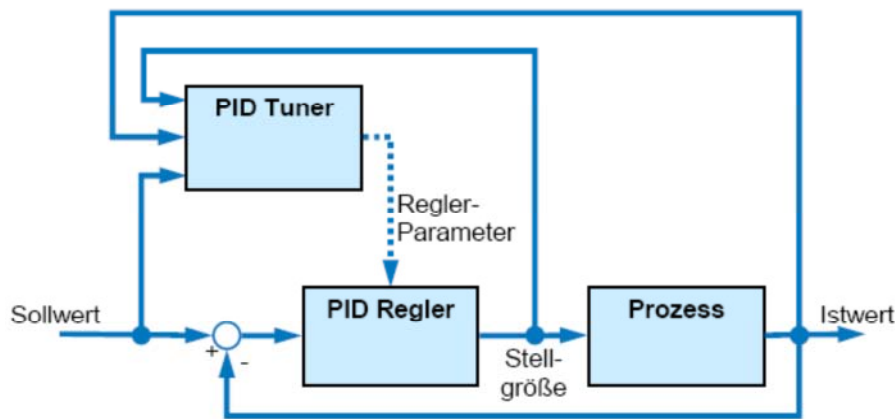 PID Tuner
Regler-
Parameter
Sollwert
+
-
PID Regler
Stell-
größe
Prozess
Istwert